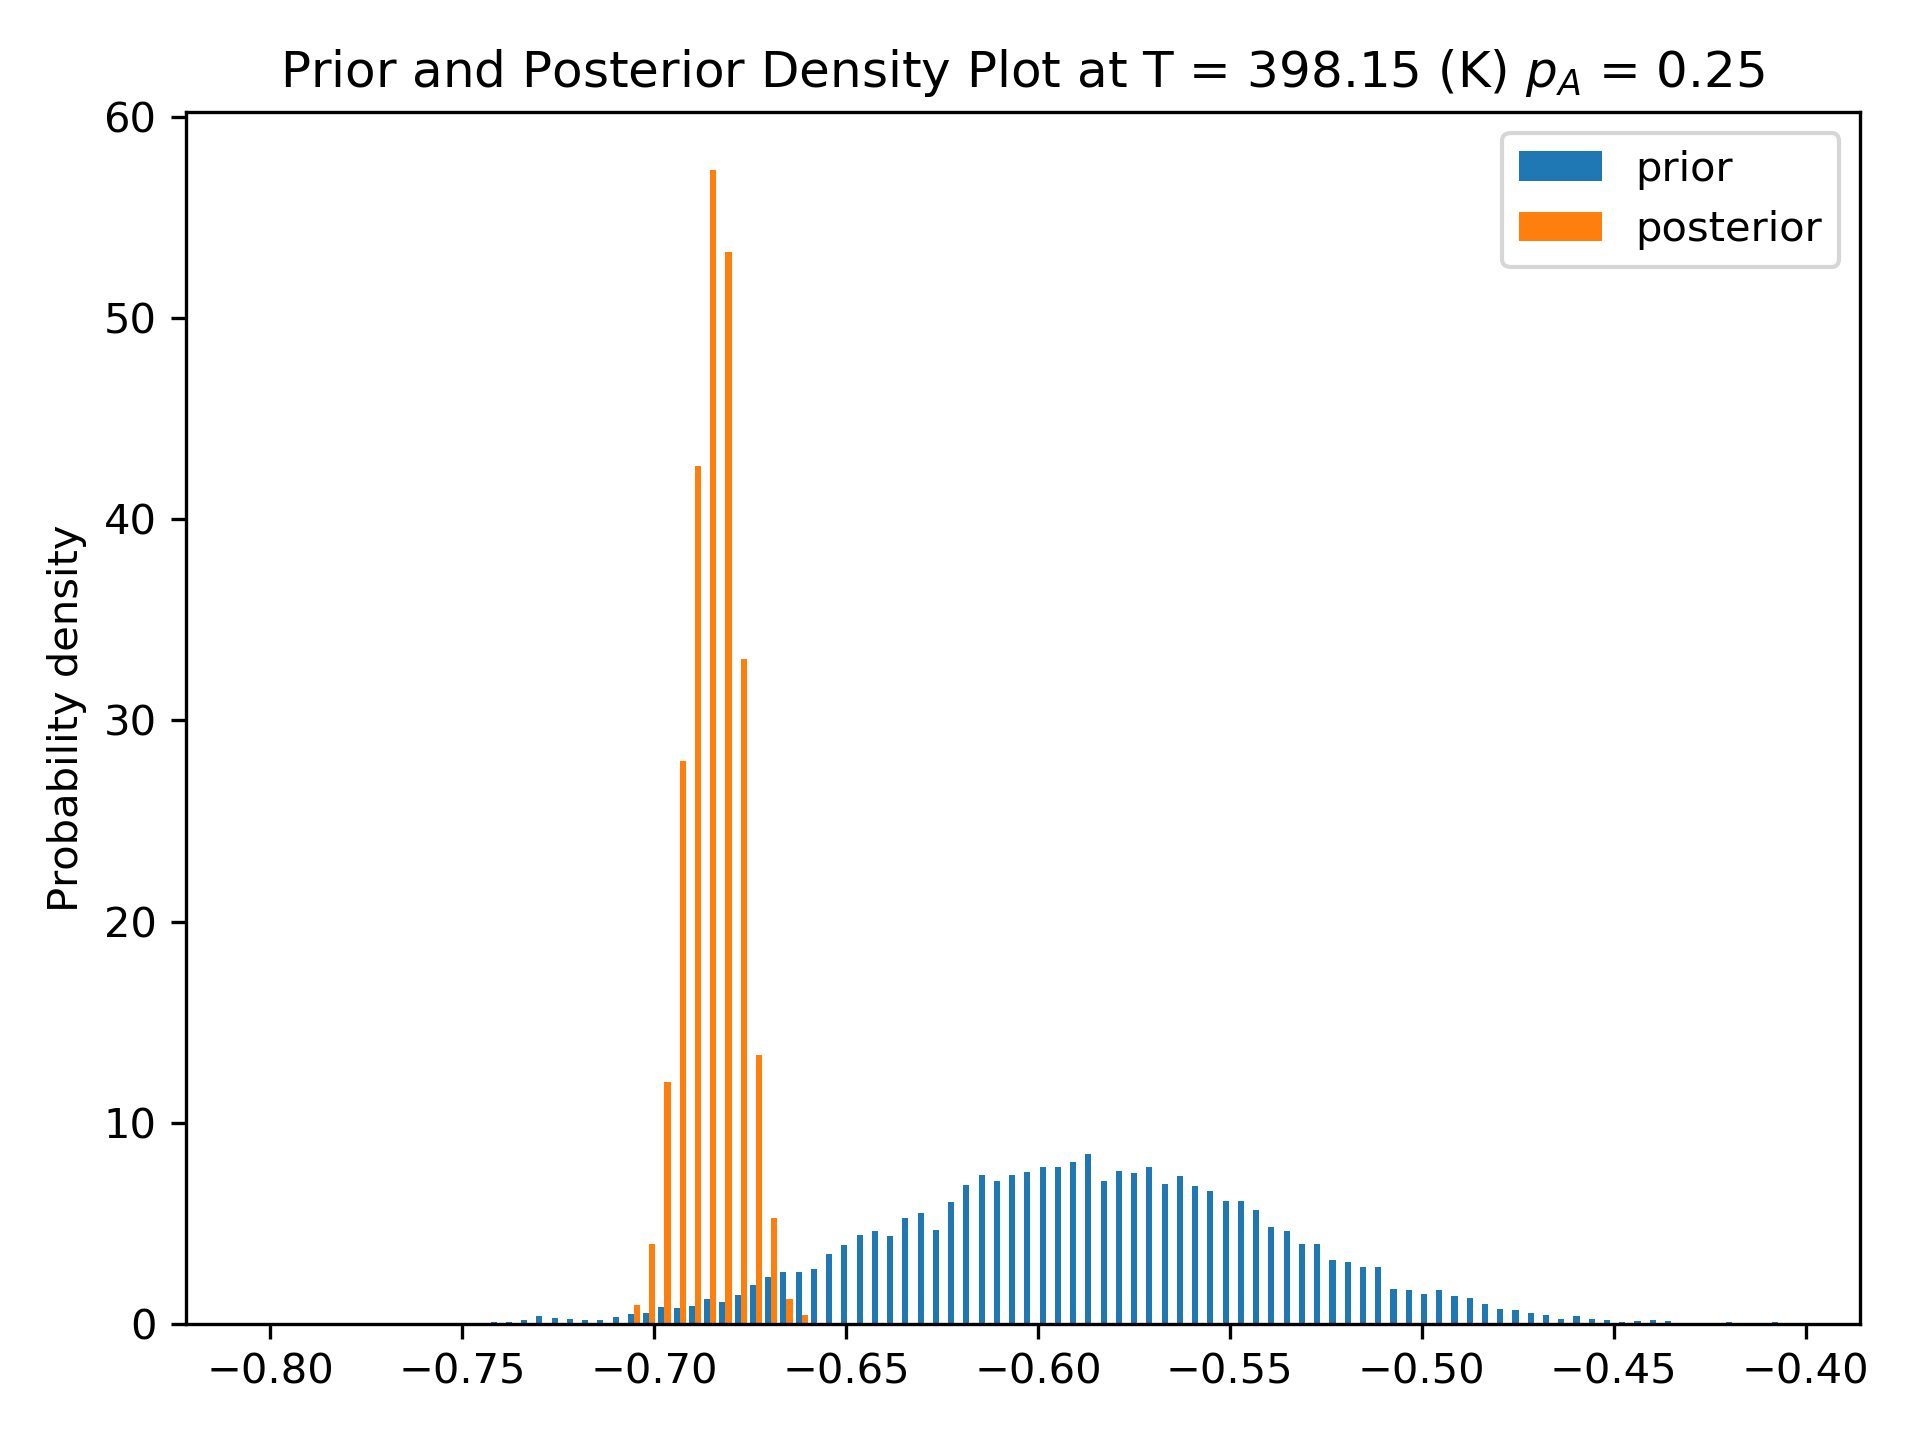 Prior and Posterior Density Plot at T = 398.15 (K) p_A = 0.25
prior
posterior
Probability density
60
50
40
30
20
10
0
−0.80 −0.75 −0.70 −0.65 −0.60 −0.55 −0.50 −0.45 −0.40